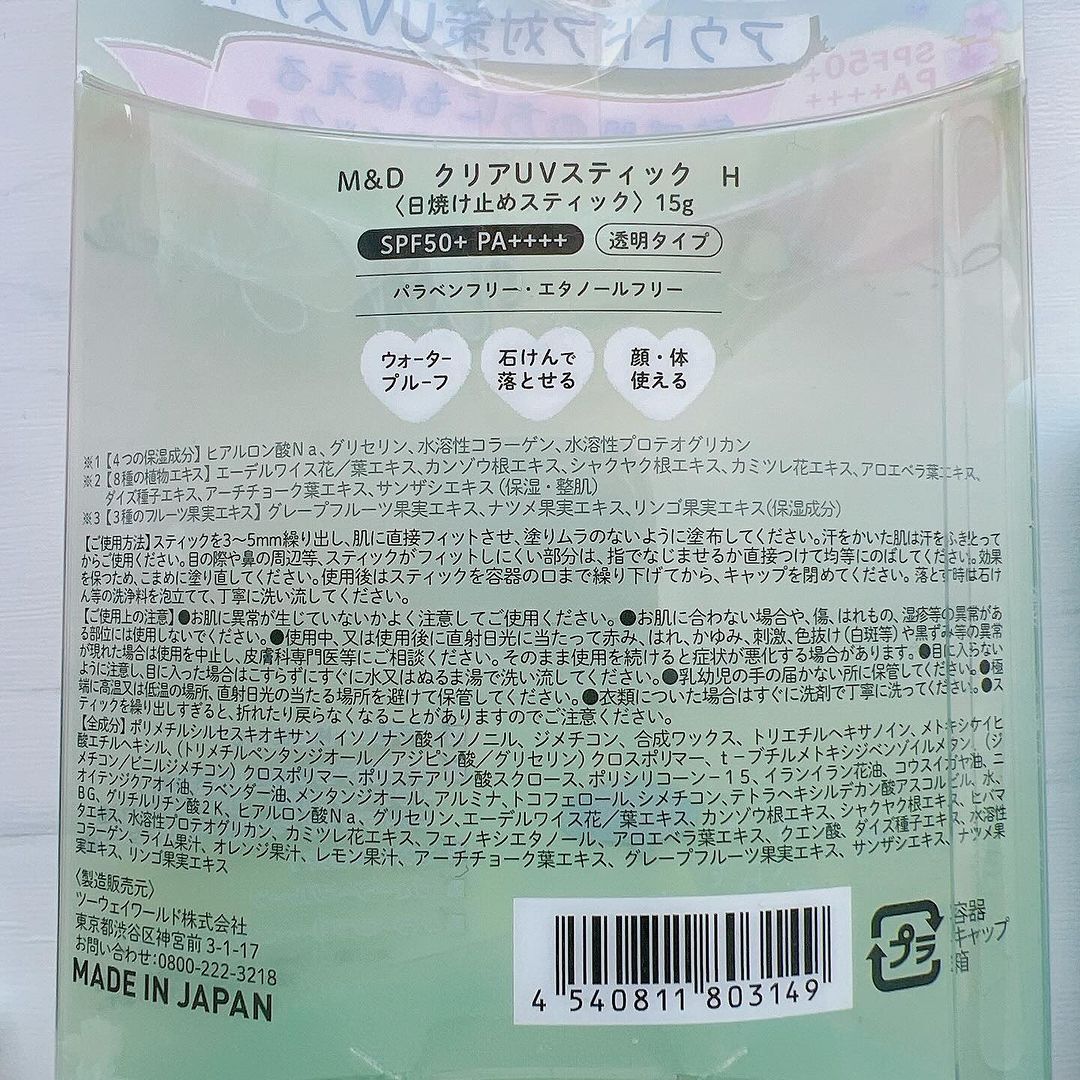 アウトドア対策UVス
SPF50+
PA++++
にも使える
M&D クリアUVスティック H
〈日焼け止めスティック〉15g
SPF50+ PA++++ 透明タイプ
パラベンフリー・エタノールフリー
ウォーター
プルーフ
石けんで
落とせる
顔・体
使える
※1【4つの保湿成分】ヒアルロン酸Na、グリセリン、水溶性コラーゲン、水溶性プロテオグリカン
※2【8種の植物エキス】エーデルワイス花／葉エキス、カンゾウ根エキス、シャクヤク根エキス、カミツレ花エキス、アロエベラ葉エキス、
ダイズ種子エキス、アーチチョーク葉エキス、サンザシエキス（保湿・整肌）
※3【3種のフルーツ果実エキス】グレープフルーツ果実エキス、ナツメ果実エキス、リンゴ果実エキス(保湿成分)
【ご使用方法】スティックを3～5mm繰り出し、肌に直接フィットさせ、塗りムラのないように塗布してください。汗をかいた肌は汗をふきとって
からご使用ください。目の際や鼻の周辺等、スティックがフィットしにくい部分は、指でなじませるか直接つけて均等にのばしてください。効果
を保つため、こまめに塗り直してください。使用後はスティックを容器の口まで繰り下げてから、キャップを閉めてください。落とす時は石け
ん等の洗浄料を泡立てて、丁寧に洗い流してください。
【ご使用上の注意】●お肌に異常が生じていないかよく注意してご使用ください。●お肌に合わない場合や、傷、はれもの、湿疹等の異常があ
る部位には使用しないでください。●使用中、又は使用後に直射日光に当たって赤み、はれ、かゆみ、刺激、色抜け（白斑等）や黒ずみ等の異常
が現れた場合は使用を中止し、皮膚科専門医等にご相談ください。そのまま使用を続けると症状が悪化する場合があります。●目に入らない
ように注意し、目に入った場合はこすらずにすぐに水又はぬるま湯で洗い流してください。●乳幼児の手の届かない所に保管してください。●極
端に高温又は低温の場所、直射日光の当たる場所を避けて保管してください。●衣類についた場合はすぐに洗剤で丁寧に洗ってください。●ス
ティックを繰り出しすぎると、折れたり戻らなくなることがありますのでご注意ください。
【全成分】ポリメチルシルセスキオキサン、イソノナン酸イソノニル、ジメチコン、合成ワックス、トリエチルヘキサノイン、メトキシケイヒ
酸エチルヘキシル、（トリメチルペンタンジオール／アジピン酸／グリセリン）クロスポリマー、t－ブチルメトキシジベンゾイルメタン、（ジ
メチコン／ビニルジメチコン）クロスポリマー、ポリステアリン酸スクロース、ポリシリコーン－15、イランイラン花油、コウスイガヤ油、ニ
オイテンジクアオイ油、ラベンダー油、メンタンジオール、アルミナ、トコフェロール、シメチコン、テトラヘキシルデカン酸アスコルビル、水、
BG、グリチルリチン酸2K、ヒアルロン酸Na、グリセリン、エーデルワイス花／葉エキス、カンゾウ根エキス、シャクヤク根エキス、ヒバマ
タエキス、水溶性プロテオグリカン、カミツレ花エキス、フェノキシエタノール、アロエベラ葉エキス、クエン酸、ダイズ種子エキス、水溶性
コラーゲン、ライム果汁、オレンジ果汁、レモン果汁、アーチチョーク葉エキス、グレープフルーツ果実エキス、サンザシエキス、ナツメ果
実エキス、リンゴ果実エキス
〈製造販売元〉
ツーウェイワールド株式会社
東京都渋谷区神宮前3-1-17
お問い合わせ:0800-222-3218
MADE IN JAPAN
4 540811 803149
プラ
容器
キャップ
箱